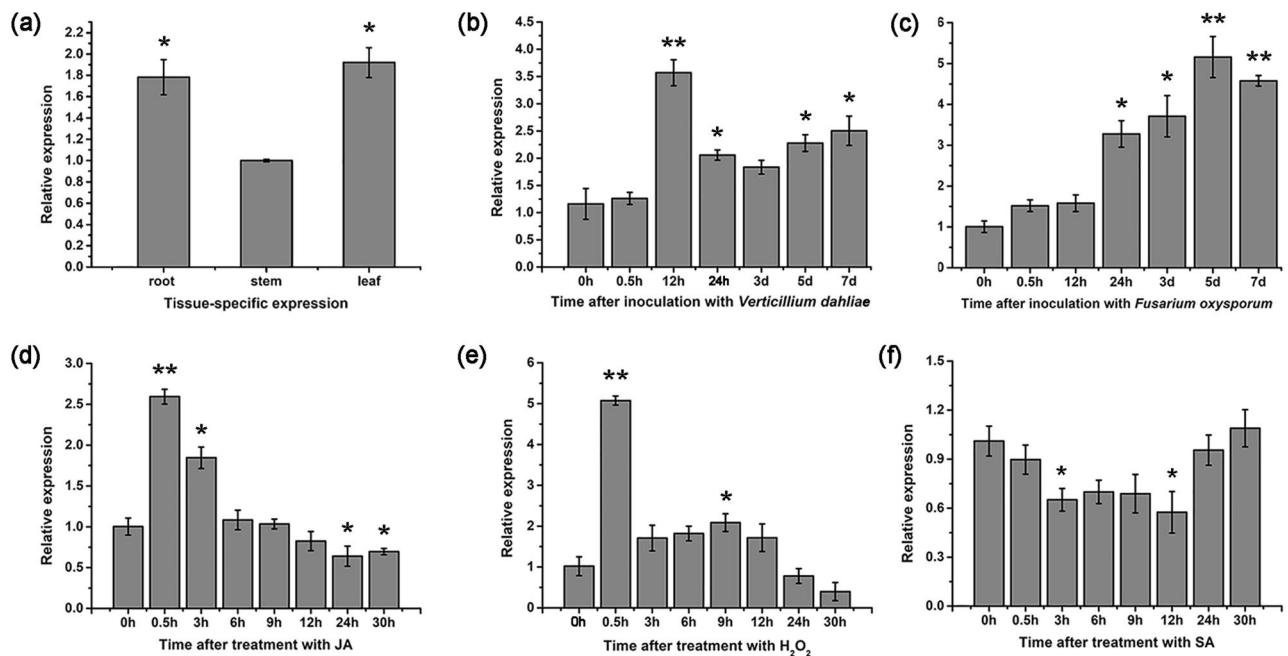 (a)
Relative expression
2.2
2.0
1.8
1.6
1.4
1.2
1.0
0.8
0.6
0.4
0.2
0.0
*
*
root stem leaf
Tissue-specific expression
(b)
Relative expression
4.5
4.0
3.5
3.0
2.5
2.0
1.5
1.0
0.5
0.0
**
*
*
*
0h 0.5h 12h 24h 3d 5d 7d
Time after inoculation with Verticillium dahliae
(c)
Relative expression
6
5
4
3
2
1
0
*
*
**
**
0h 0.5h 12h 24h 3d 5d 7d
Time after inoculation with Fusarium oxysporum
(d)
Relative expression
3.0
2.5
2.0
1.5
1.0
0.5
0.0
**
*
*
*
0h 0.5h 3h 6h 9h 12h 24h 30h
Time after treatment with JA
(e)
Relative expression
6
5
4
3
2
1
0
**
*
0h 0.5h 3h 6h 9h 12h 24h 30h
Time after treatment with H₂O₂
(f)
Relative expression
1.5
1.2
0.9
0.6
0.3
0.0
*
*
0h 0.5h 3h 6h 9h 12h 24h 30h
Time after treatment with SA